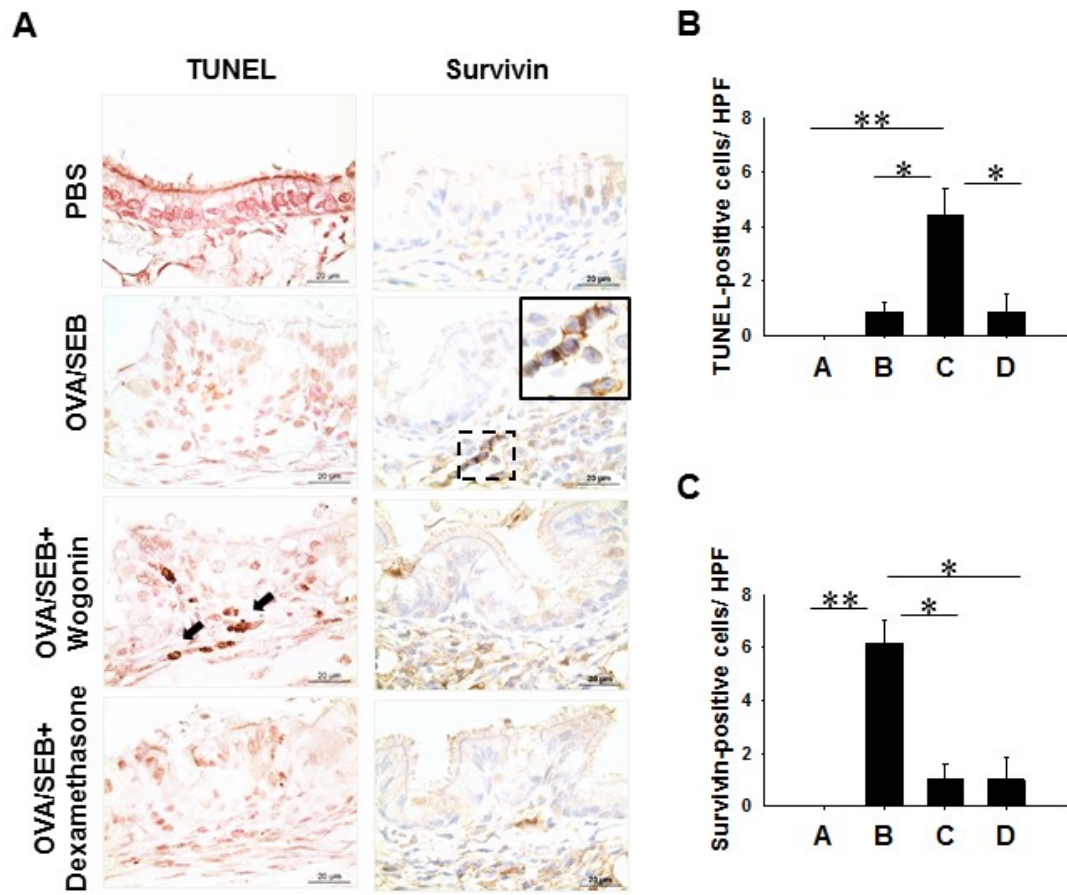 A
TUNEL
Survivin
PBS
20 µm
20 µm
OVA/SEB
20 µm
20 µm
OVA/SEB+
Wogonin
20 µm
20 µm
OVA/SEB+
Dexamethasone
20 µm
20 µm
B
TUNEL-positive cells/ HPF
8
6
4
2
0
**
*
*
A B C D
C
Survivin-positive cells/ HPF
8
6
4
2
0
**
*
*
A B C D